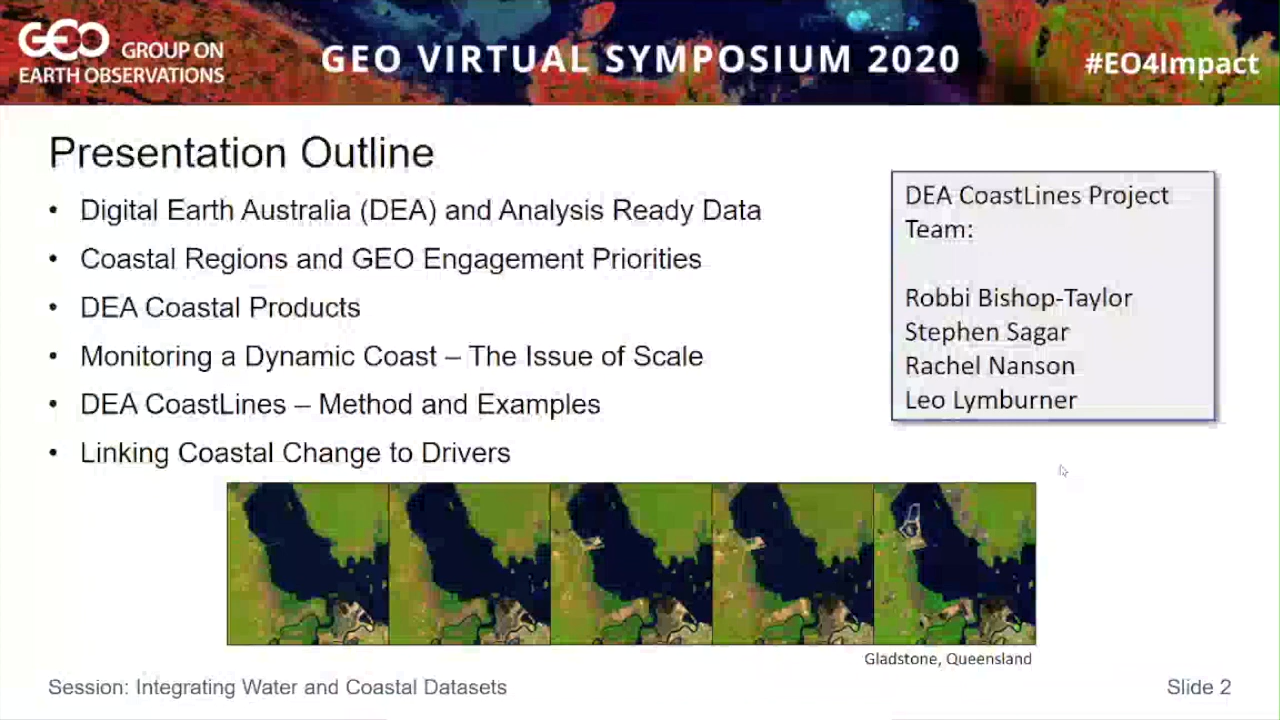 GEO GROUP ON
EARTH OBSERVATIONS
GEO VIRTUAL SYMPOSIUM 2020
#EO4Impact
Presentation Outline
• Digital Earth Australia (DEA) and Analysis Ready Data
• Coastal Regions and GEO Engagement Priorities
• DEA Coastal Products
• Monitoring a Dynamic Coast – The Issue of Scale
• DEA CoastLines – Method and Examples
• Linking Coastal Change to Drivers
DEA CoastLines Project
Team:
Robbi Bishop-Taylor
Stephen Sagar
Rachel Nanson
Leo Lymburner
Gladstone, Queensland
Session: Integrating Water and Coastal Datasets
Slide 2